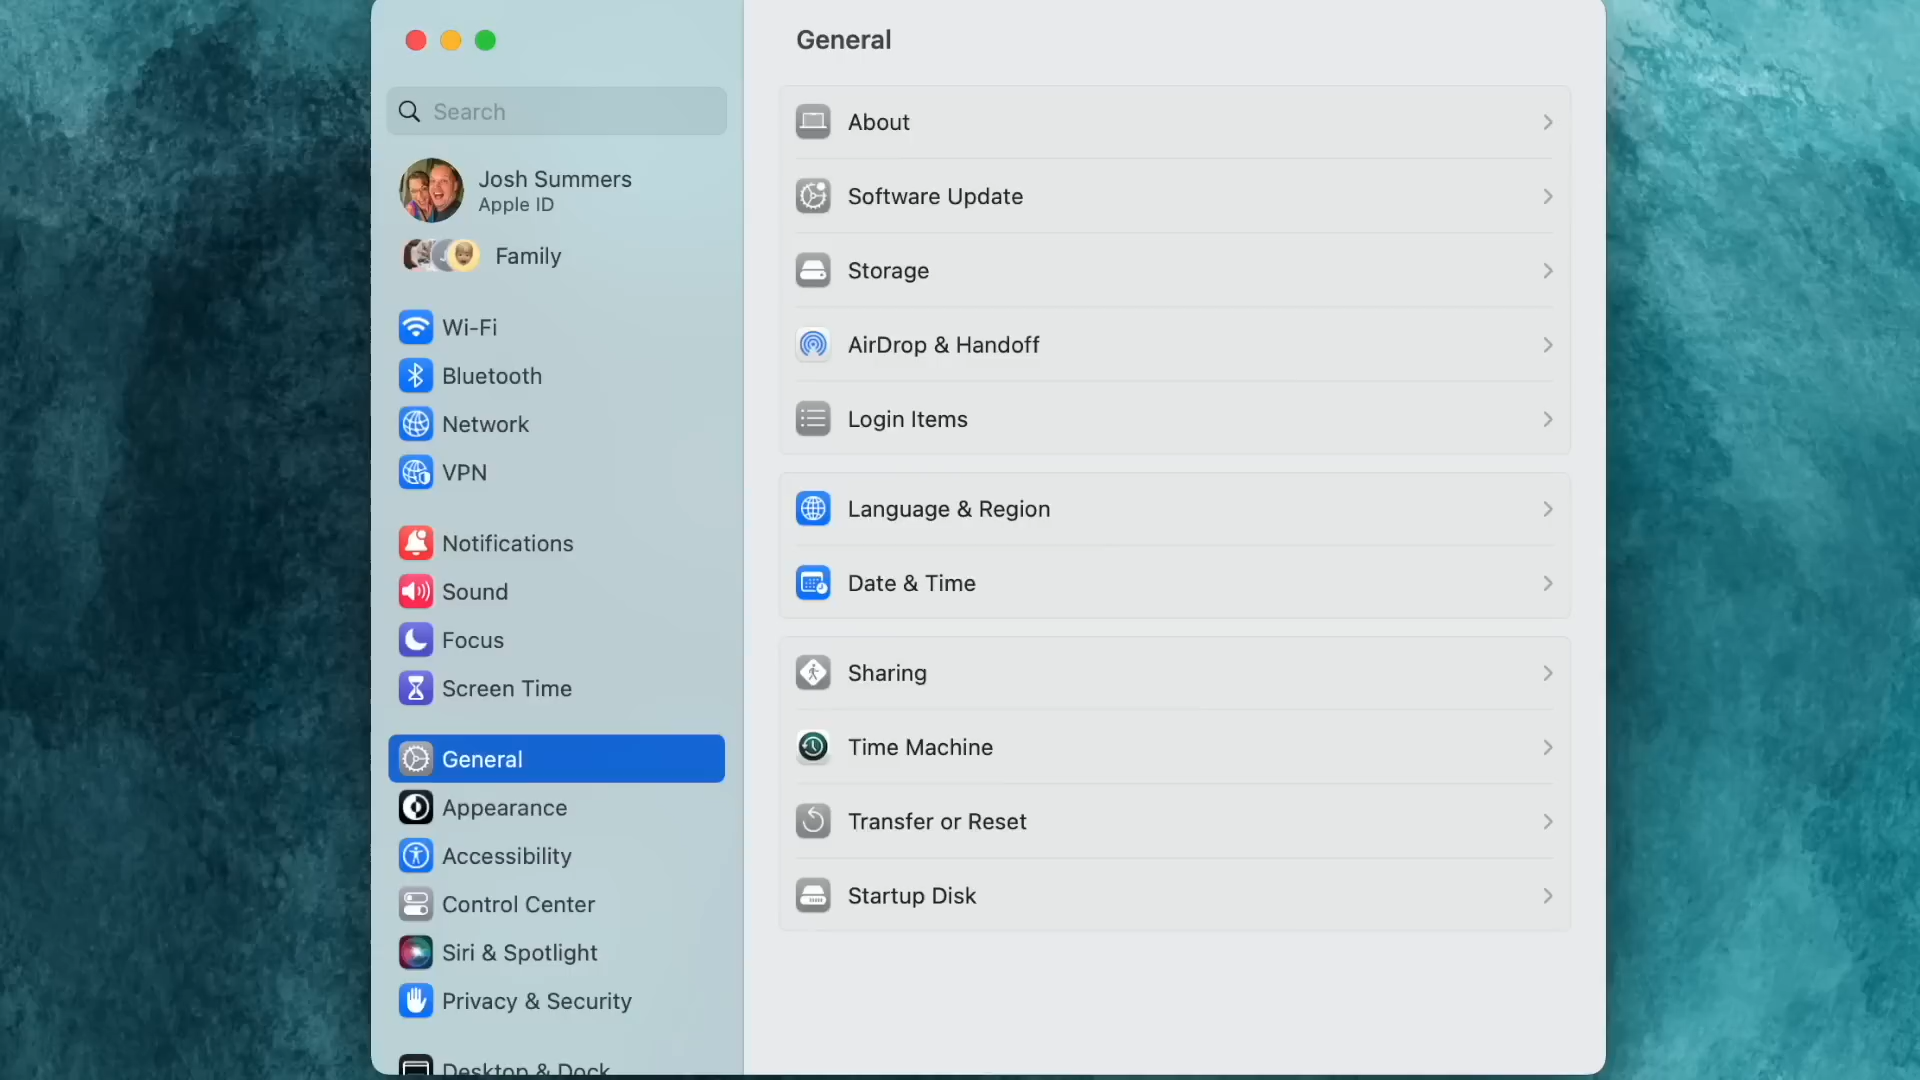 General
Search
Josh Summers
Apple ID
Family
Wi-Fi
Bluetooth
Network
VPN
Notifications
Sound
Focus
Screen Time
General
Appearance
Accessibility
Control Center
Siri & Spotlight
Privacy & Security
Desktop & Dock
About
Software Update
Storage
AirDrop & Handoff
Login Items
Language & Region
Date & Time
Sharing
Time Machine
Transfer or Reset
Startup Disk